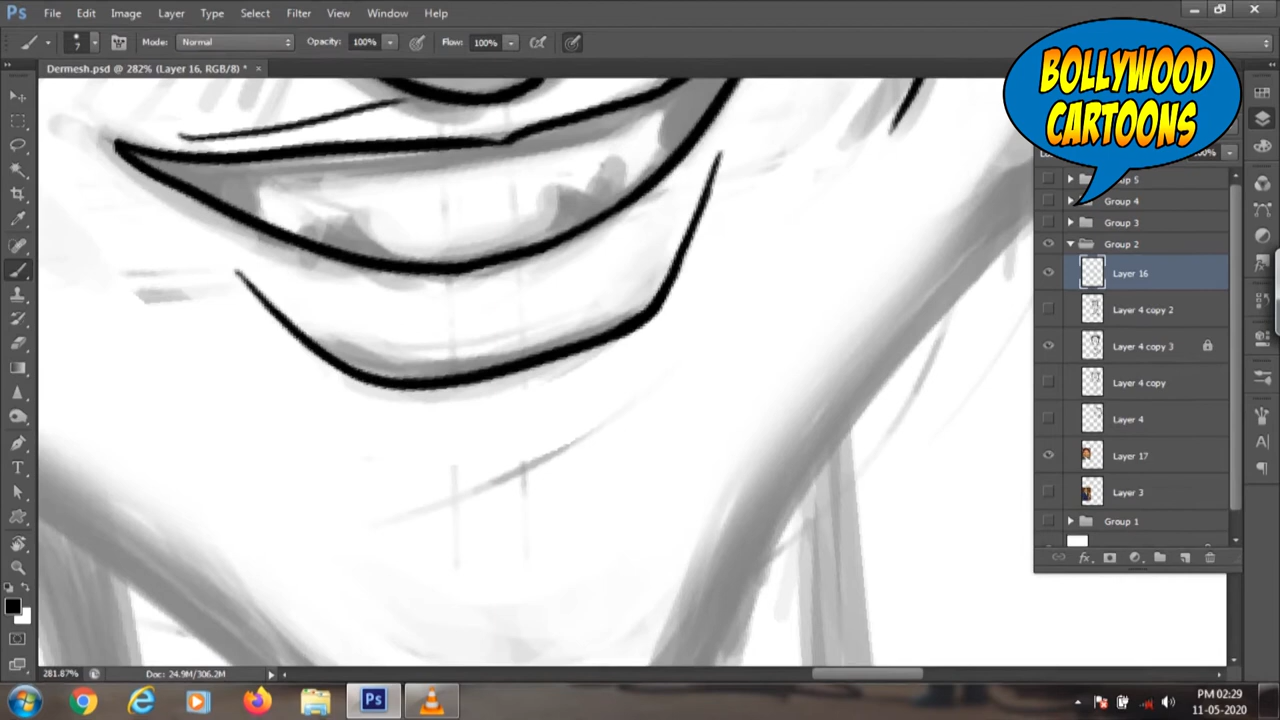 Ps File Edit Image Layer Type Select Filter View Window Help
7 Mode: Normal Opacity: 100% Flow: 100%
Dermesh.psd @ 282% (Layer 16, RGB/8) * ×
BOLLYWOOD
CARTOONS
Group 4
Group 3
Group 2
Layer 16
Layer 4 copy 2
Layer 4 copy 3
Layer 4 copy
Layer 4
Layer 17
Layer 3
Group 1
281.87% Doc: 24.9M/306.2M
Ps
PM 02:29
11-05-2020